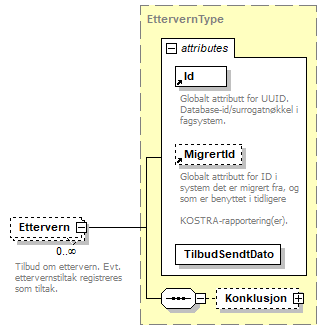 EttervernType
attributes
Id
Globalt attributt for UUID.
Database-id/surrogatnøkkel i
fagsystem.
MigrertId
Globalt attributt for ID i
system det er migrert fra, og
som er benyttet i tidligere
KOSTRA-rapportering(er).
TilbudSendtDato
Ettervern
0..∞
Tilbud om ettervern. Evt.
ettervernstiltak registreres
som tiltak.
Konklusjon